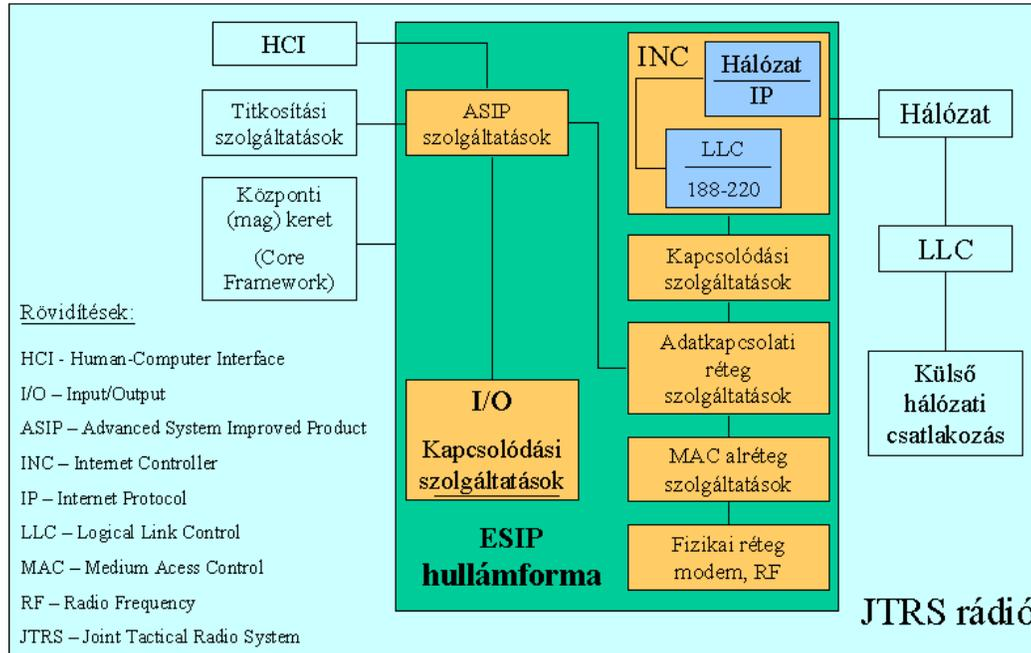 HCI
Titkosítási
szolgáltatások
Központi
(mag) keret
(Core
Framework)
Rövidítések:
HCI - Human-Computer Interface
I/O – Input/Output
ASIP – Advanced System Improved Product
INC – Internet Controller
IP – Internet Protocol
LLC – Logical Link Control
MAC – Medium Acess Control
RF – Radio Frequency
JTRS – Joint Tactical Radio System
ASIP
szolgáltatások
I/O
Kapcsolódási
szolgáltatások
ESIP
hullámforma
INC
Hálózat
IP
LLC
188-220
Kapcsolódási
szolgáltatások
Adatkapcsolati
réteg
szolgáltatások
MAC alréteg
szolgáltatások
Fizikai réteg
modem, RF
Hálózat
LLC
Külső
hálózati
csatlakozás
JTRS rádió